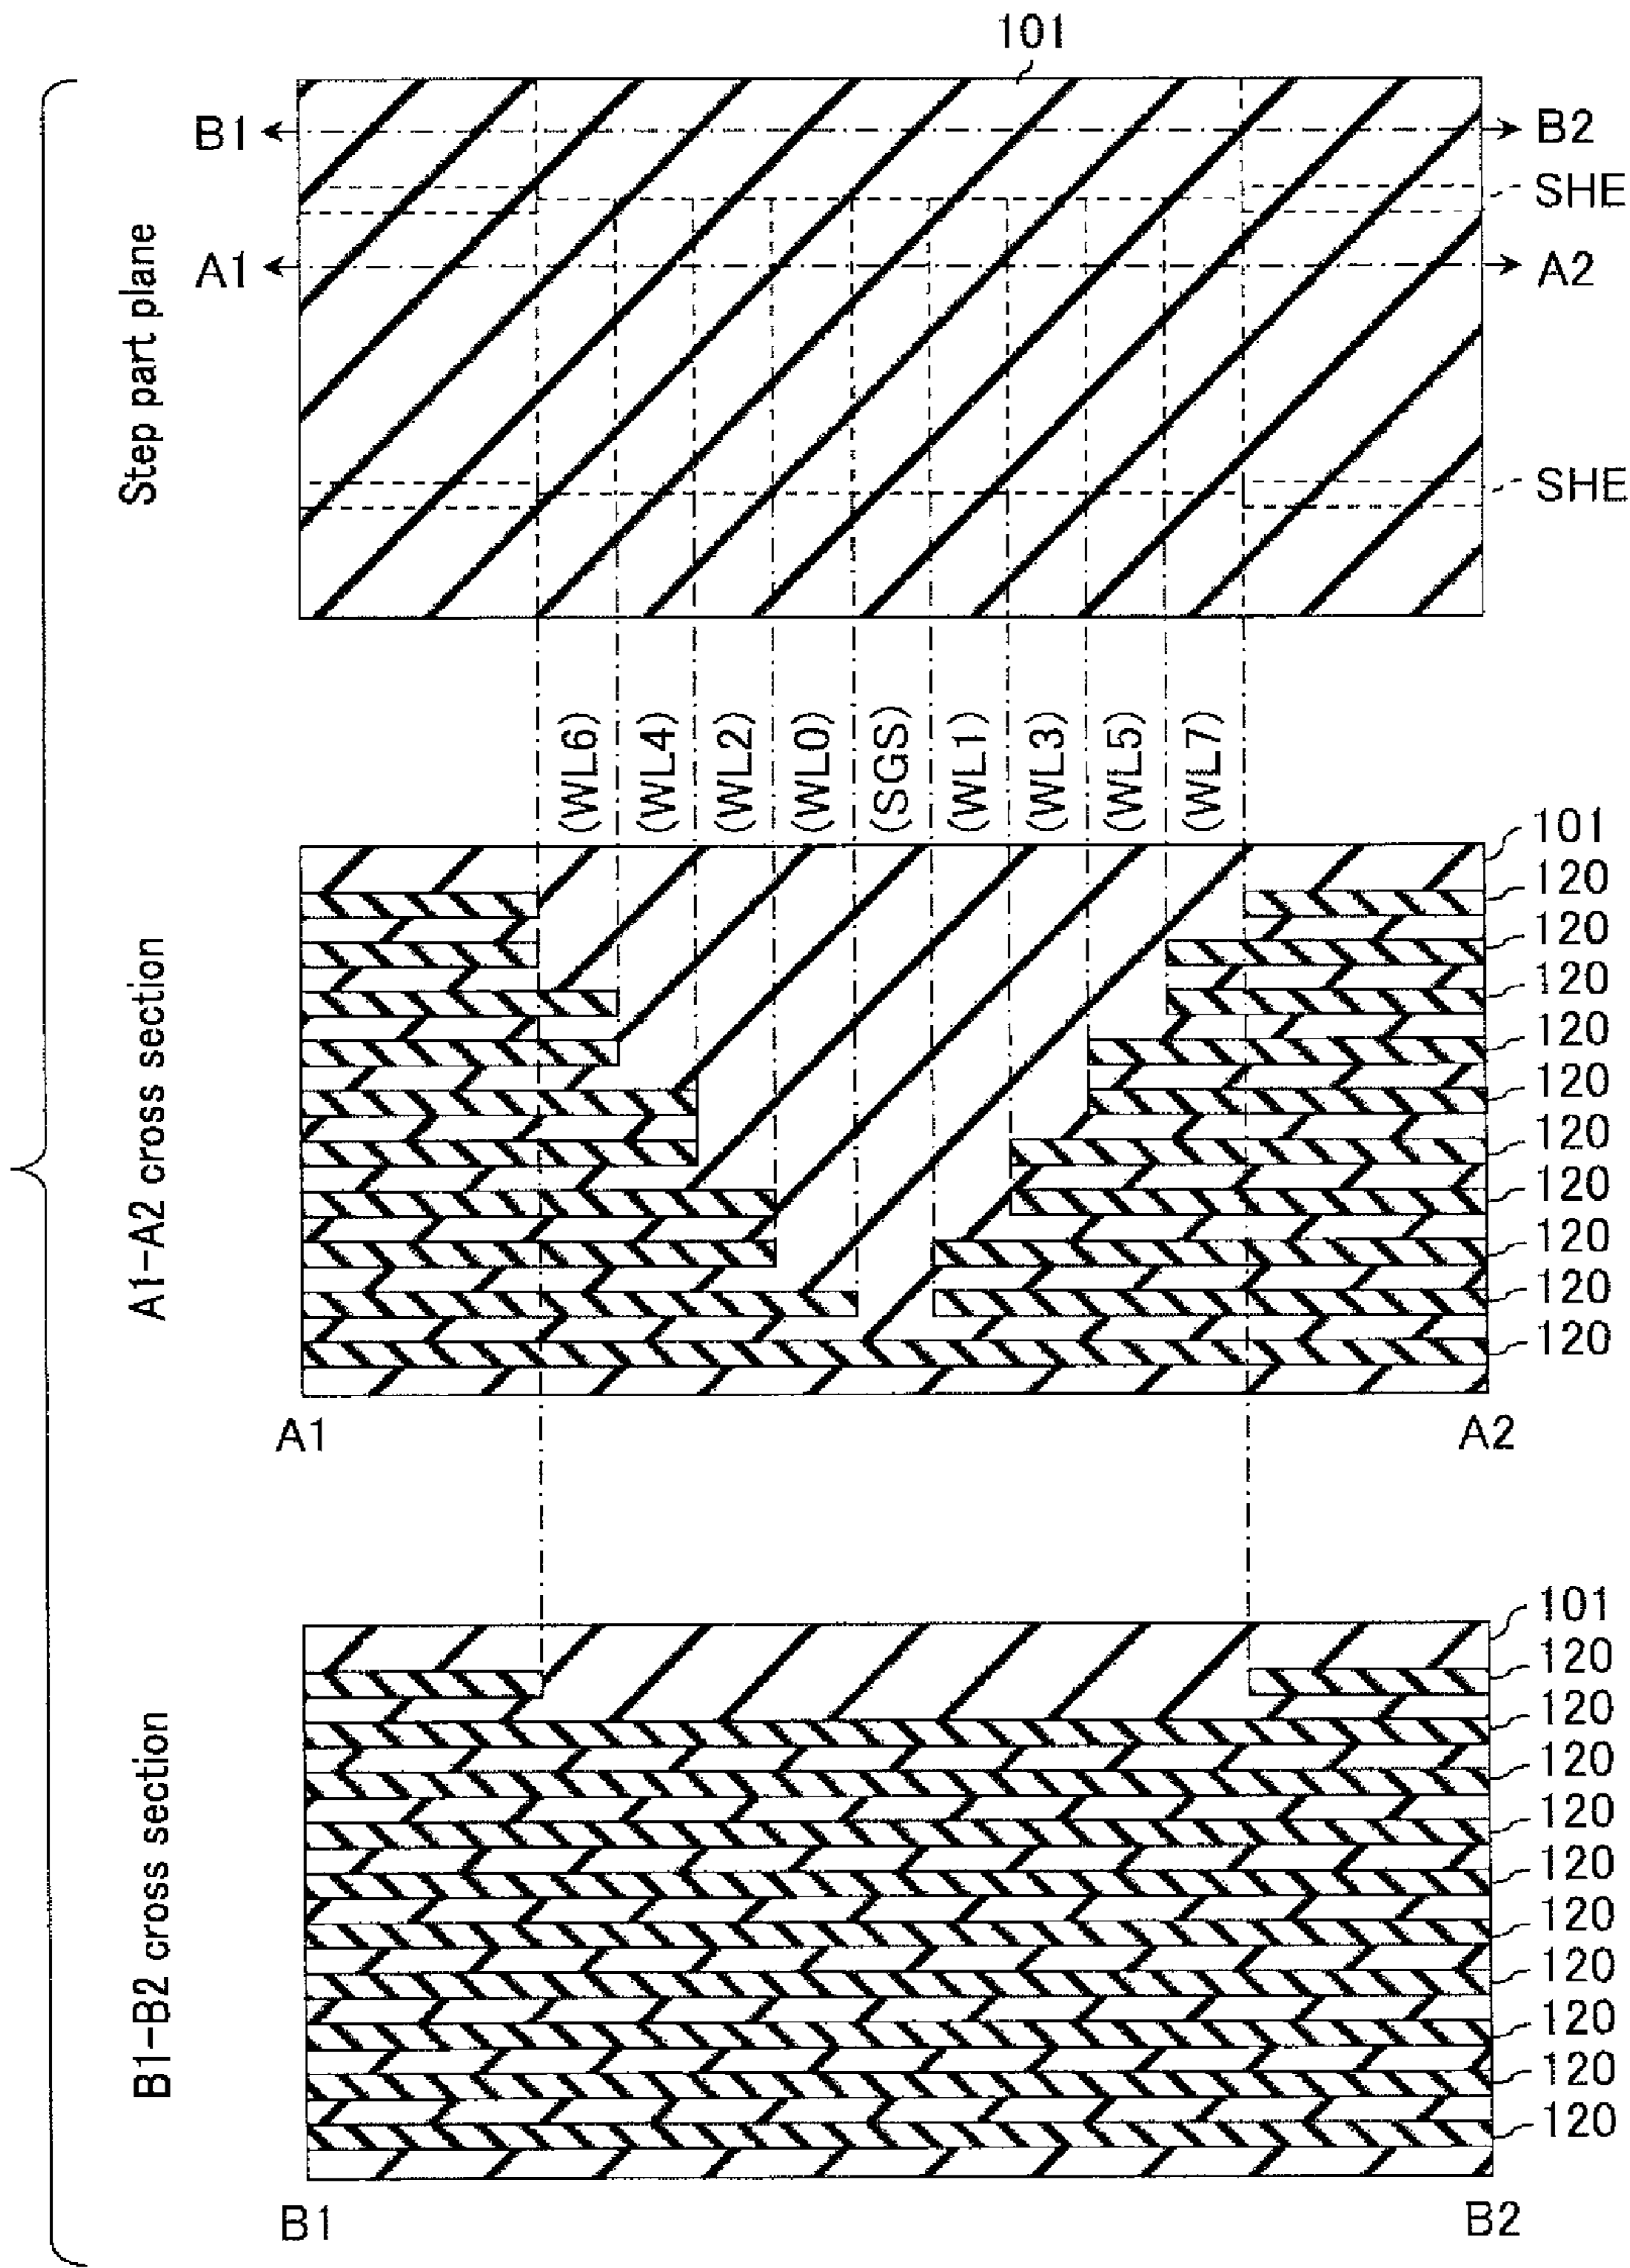 101
B1
B2
SHE
A1
A2
Step part plane
SHE
(WL6)
(WL4)
(WL2)
(WL0)
(SGS)
(WL1)
(WL3)
(WL5)
(WL7)
101
120
120
120
120
120
120
120
120
120
120
A1-A2 cross section
A1
A2
101
120
120
120
120
120
120
120
120
120
120
B1-B2 cross section
B1
B2